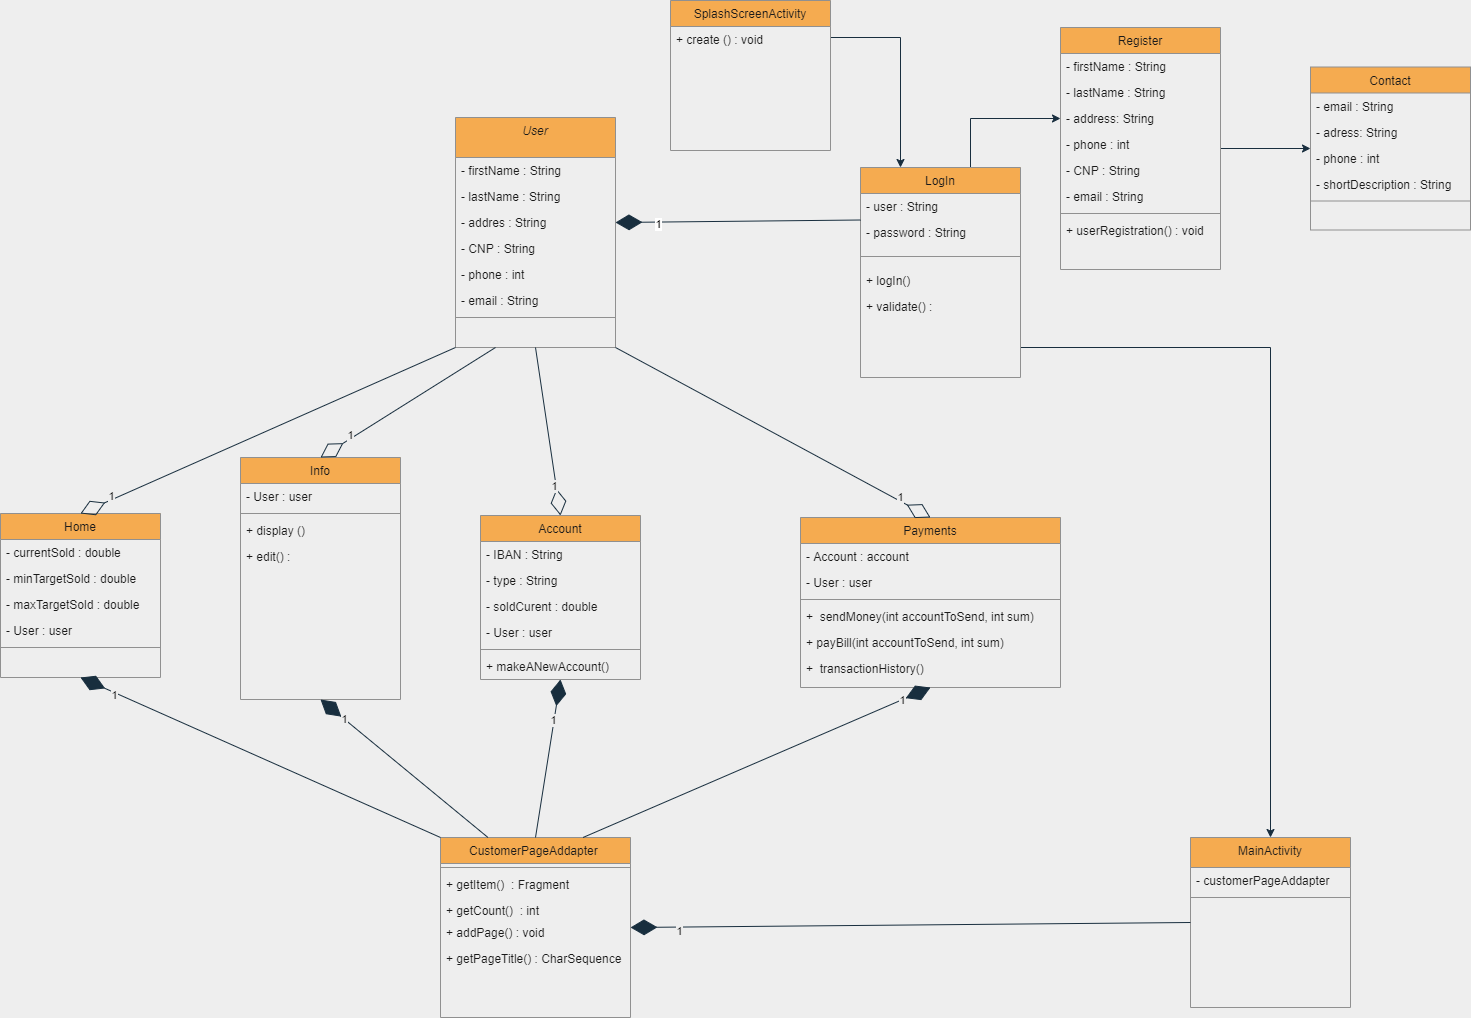 SplashScreenActivity
+ create () : void
Register
- firstName : String
- lastName : String
- address: String
- phone : int
- CNP : String
- email : String
+ userRegistration() : void
Contact
- email : String
- adress: String
- phone : int
- shortDescription : String
User
- firstName : String
- lastName : String
- addres : String
- CNP : String
- phone : int
- email : String
1
LogIn
- user : String
- password : String
+ logIn()
+ validate() :
1
1
1
1
Home
- currentSold : double
- minTargetSold : double
- maxTargetSold : double
- User : user
Info
- User : user
+ display ()
+ edit() :
Account
- IBAN : String
- type : String
- soldCurent : double
- User : user
+ makeANewAccount()
Payments
- Account : account
- User : user
+ sendMoney(int accountToSend, int sum)
+ payBill(int accountToSend, int sum)
+ transactionHistory()
1
1
1
1
CustomerPageAddapter
+ getItem() : Fragment
+ getCount() : int
+ addPage() : void
+ getPageTitle() : CharSequence
1
MainActivity
- customerPageAddapter